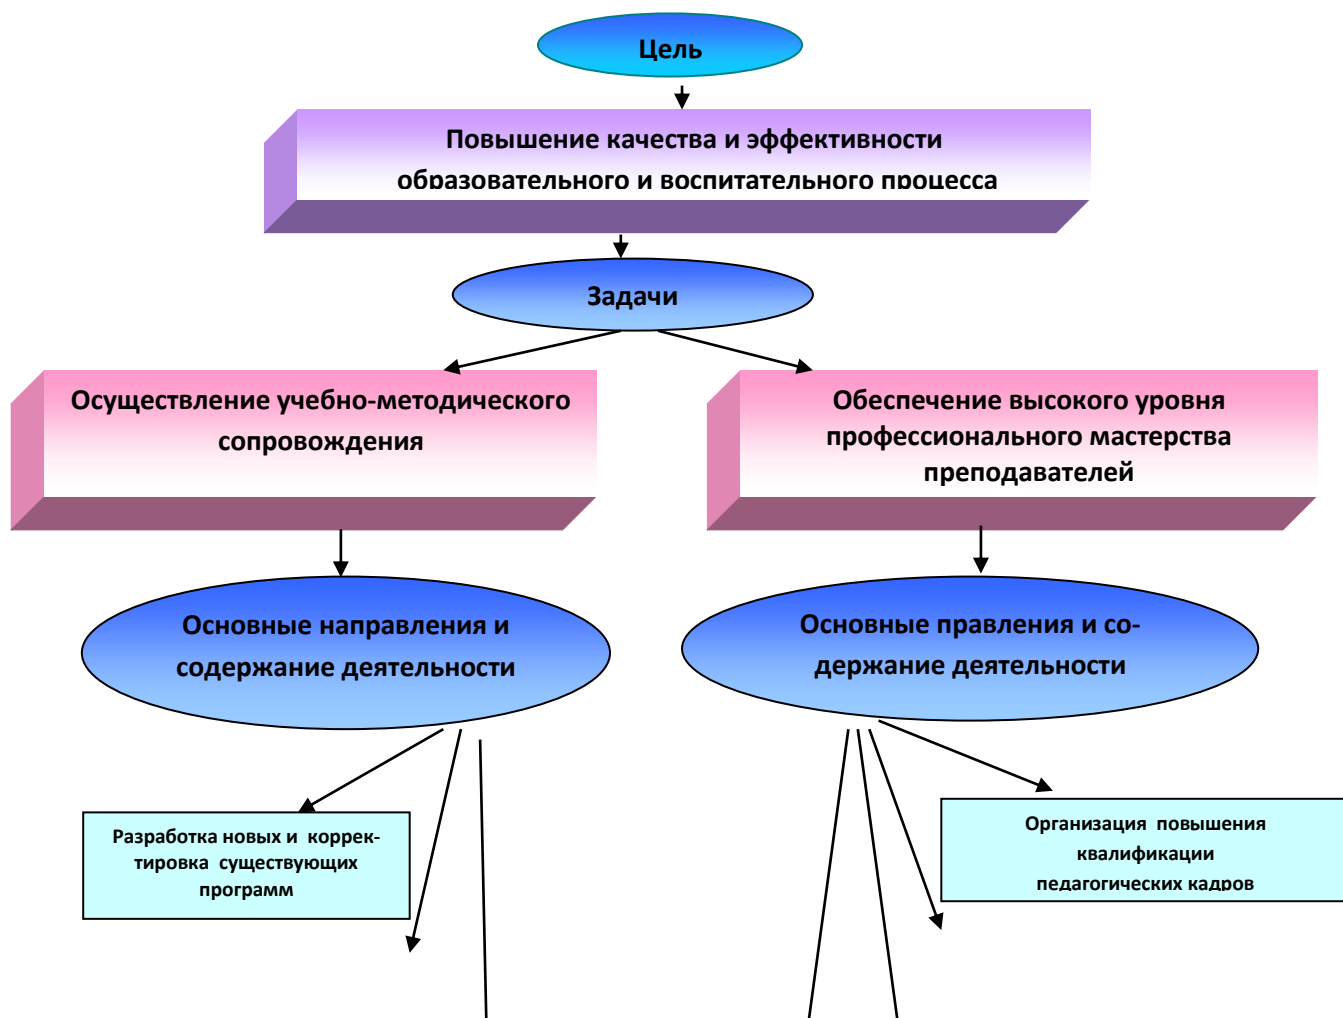 Цель
Повышение качества и эффективности
образовательного и воспитательного процесса
Задачи
Осуществление учебно-методического
сопровождения
Обеспечение высокого уровня
профессионального мастерства
преподавателей
Основные направления и
содержание деятельности
Основные правления и со-
держание деятельности
Разработка новых и коррек-
тировка существующих
программ
Организация повышения
квалификации
педагогических кадров